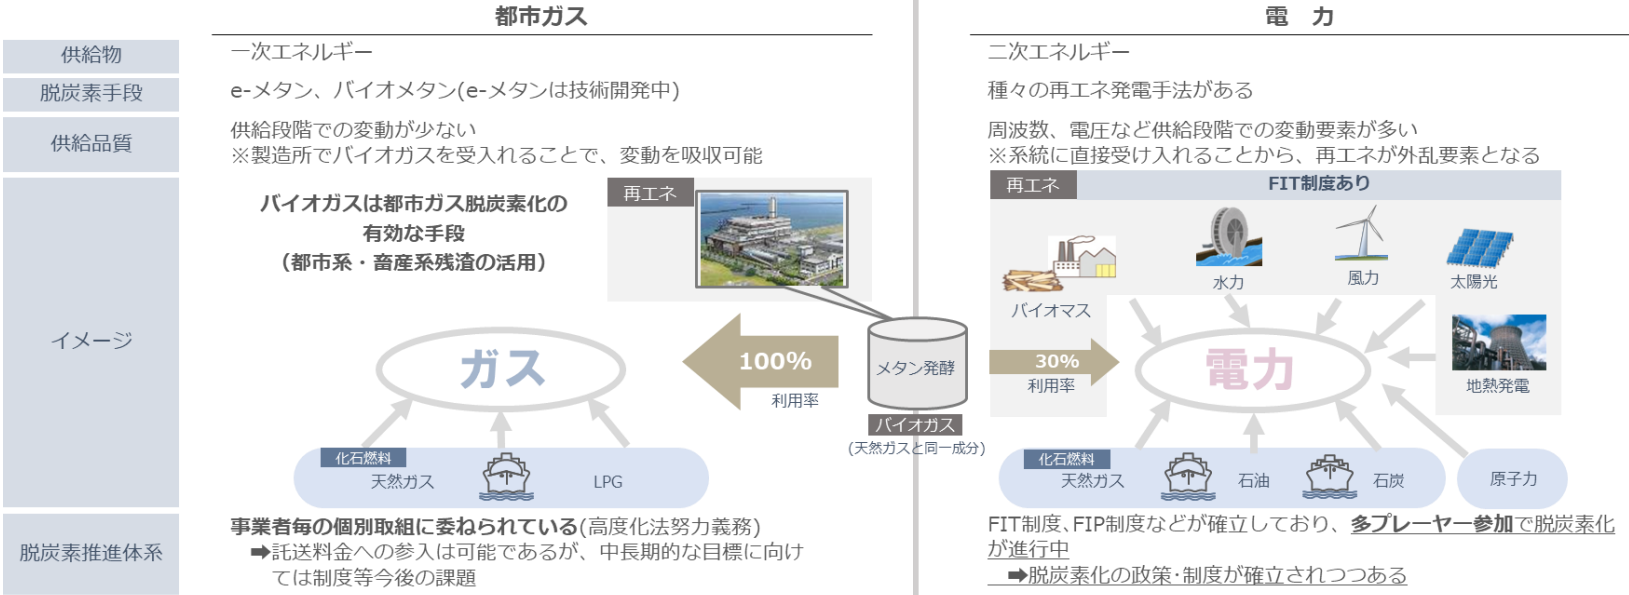 都市ガス
電　力
供給物
一次エネルギー
二次エネルギー
脱炭素手段
e-メタン、バイオメタン(e-メタンは技術開発中)
種々の再エネ発電手法がある
供給品質
供給段階での変動が少ない
※製造所でバイオガスを受入れることで、変動を吸収可能
周波数、電圧など供給段階での変動要素が多い
※系統に直接受け入れることから、再エネが外乱要素となる
イメージ
バイオガスは都市ガス脱炭素化の
有効な手段
（都市系・畜産系残渣の活用）
再エネ
ガス
100%
利用率
メタン発酵
バイオガス
(天然ガスと同一成分)
化石燃料
天然ガス
LPG
再エネ
FIT制度あり
バイオマス
水力
風力
太陽光
地熱発電
30%
利用率
電力
化石燃料
天然ガス
石油
石炭
原子力
脱炭素推進体系
事業者毎の個別取組に委ねられている(高度化法努力義務)
➡託送料金への参入は可能であるが、中長期的な目標に向け
ては制度等今後の課題
FIT制度、FIP制度などが確立しており、多プレーヤー参加で脱炭素化
が進行中
➡脱炭素化の政策･制度が確立されつつある